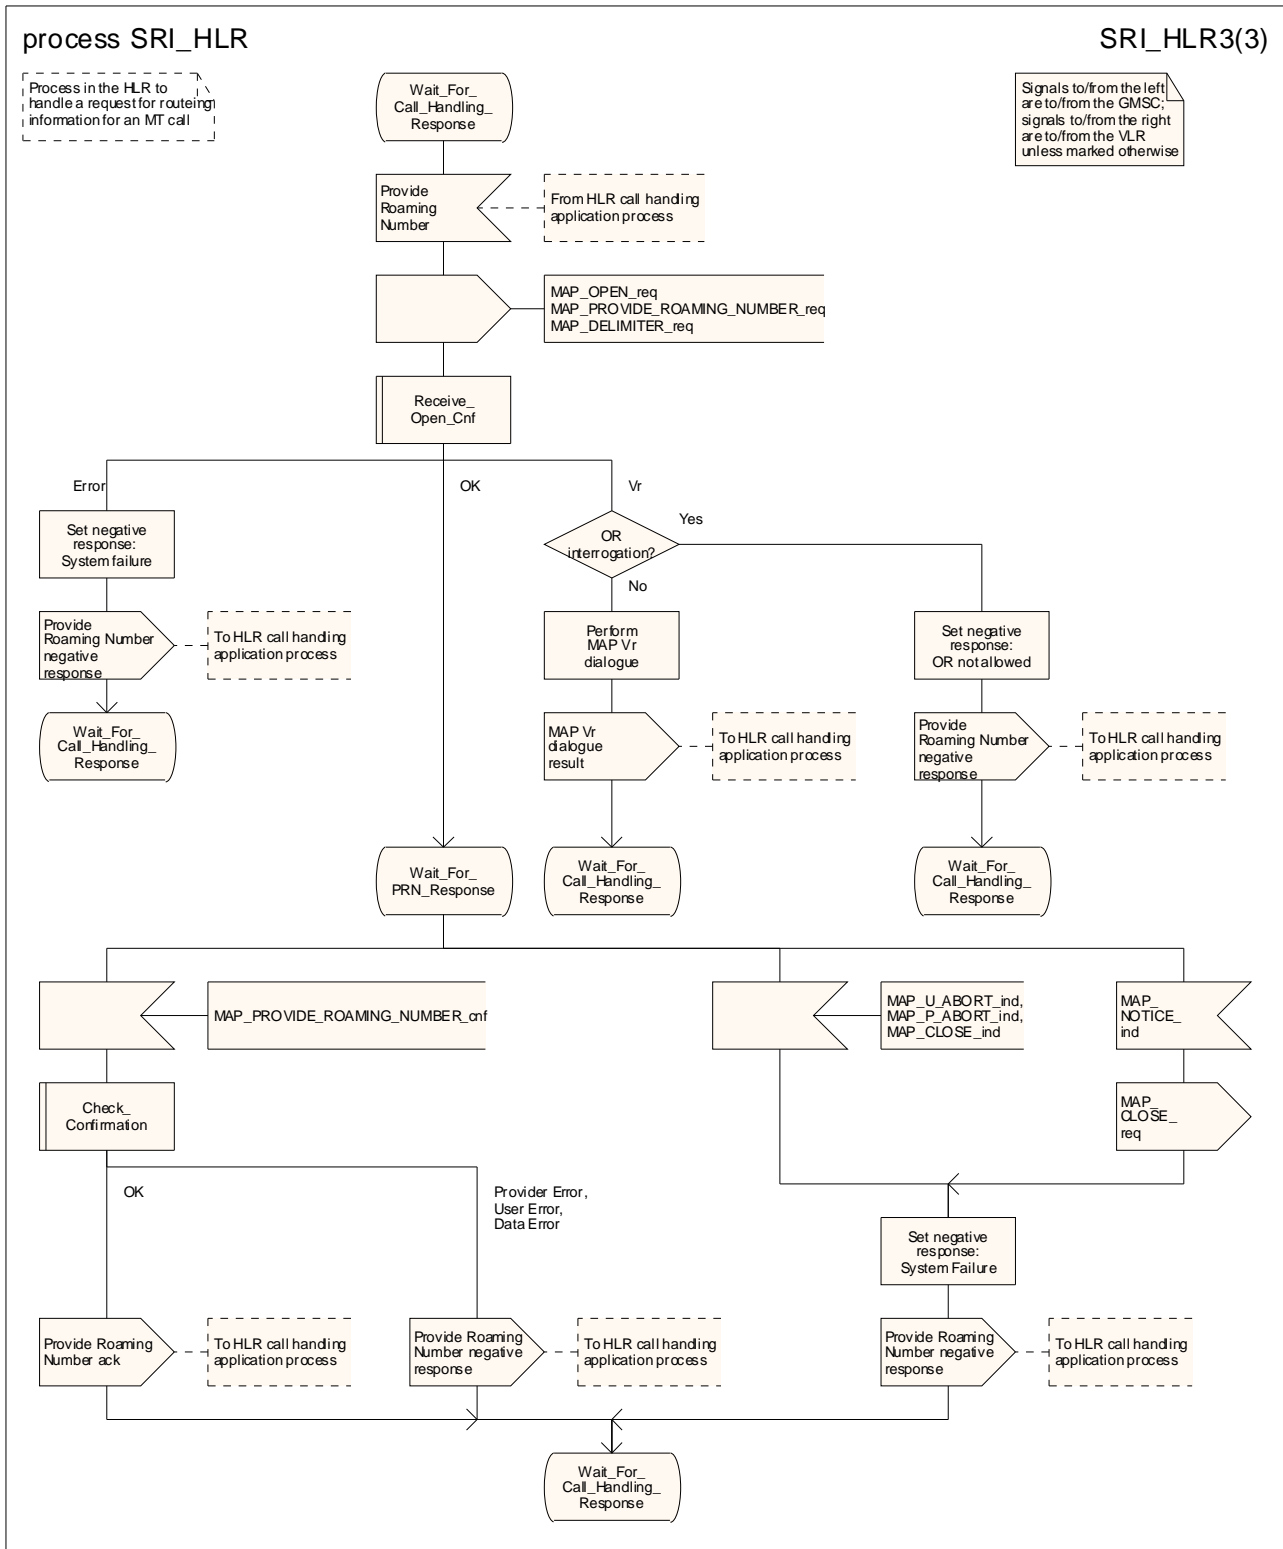 process SRI_HLR
SRI_HLR3(3)
Process in the HLR to
handle a request for routeing
information for an MT call
Wait_For_
Call_Handling_
Response
Signals to/from the left
are to/from the GMSC;
signals to/from the right
are to/from the VLR
unless marked otherwise
Provide
Roaming
Number
From HLR call handling
application process
MAP_OPEN_req
MAP_PROVIDE_ROAMING_NUMBER_req
MAP_DELIMITER_req
Receive_
Open_Cnf
Error
OK
Vr
Set negative
response:
System failure
OR
interrogation?
Yes
No
Provide
Roaming Number
negative
response
To HLR call handling
application process
Perform
MAP Vr
dialogue
Set negative
response:
OR not allowed
Wait_For_
Call_Handling_
Response
MAP Vr
dialogue
result
To HLR call handling
application process
Provide
Roaming Number
negative
response
To HLR call handling
application process
Wait_For_
PRN_Response
Wait_For_
Call_Handling_
Response
Wait_For_
Call_Handling_
Response
MAP_PROVIDE_ROAMING_NUMBER_cnf
MAP_U_ABORT_ind,
MAP_P_ABORT_ind,
MAP_CLOSE_ind
MAP_
NOTICE_
ind
Check_
Confirmation
MAP_
CLOSE_
req
OK
Provider Error,
User Error,
Data Error
Set negative
response:
System Failure
Provide Roaming
Number ack
To HLR call handling
application process
Provide Roaming
Number negative
response
To HLR call handling
application process
Provide Roaming
Number negative
response
To HLR call handling
application process
Wait_For_
Call_Handling_
Response